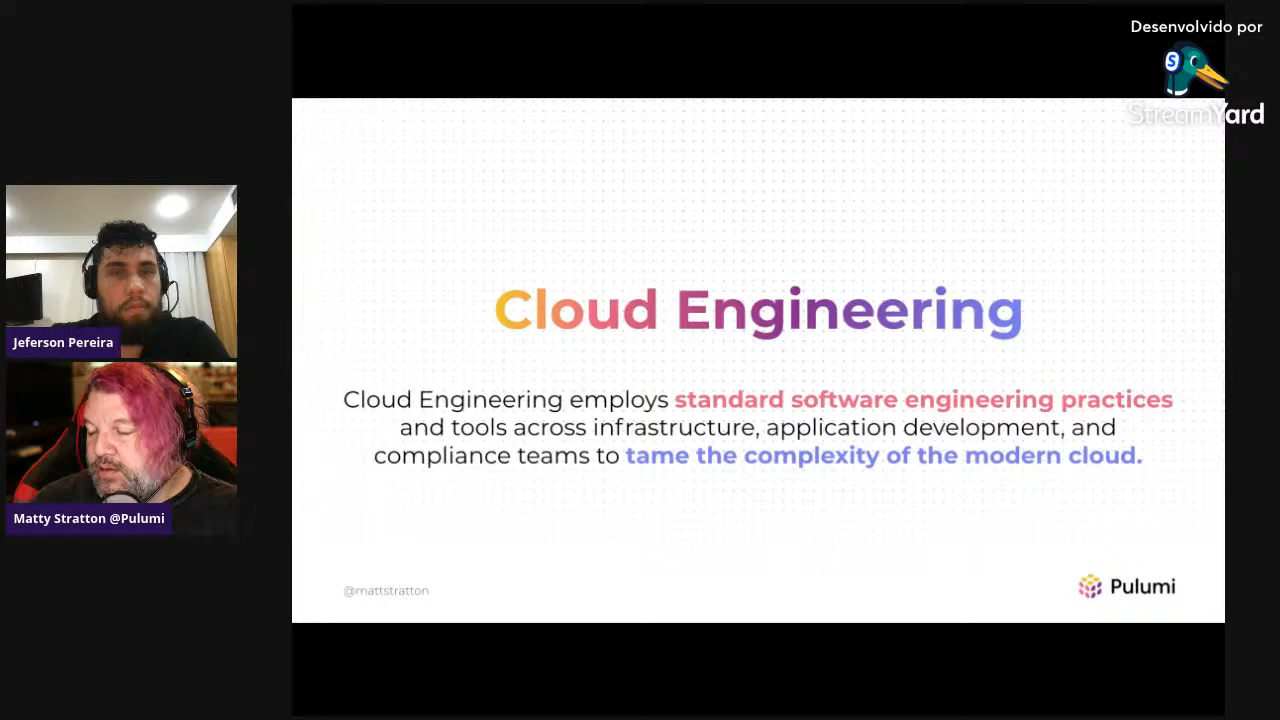 Desenvolvido por
S
StreamYard
Jeferson Pereira
Matty Stratton @Pulumi
Cloud Engineering
Cloud Engineering employs standard software engineering practices
and tools across infrastructure, application development, and
compliance teams to tame the complexity of the modern cloud.
@mattstratton
Pulumi